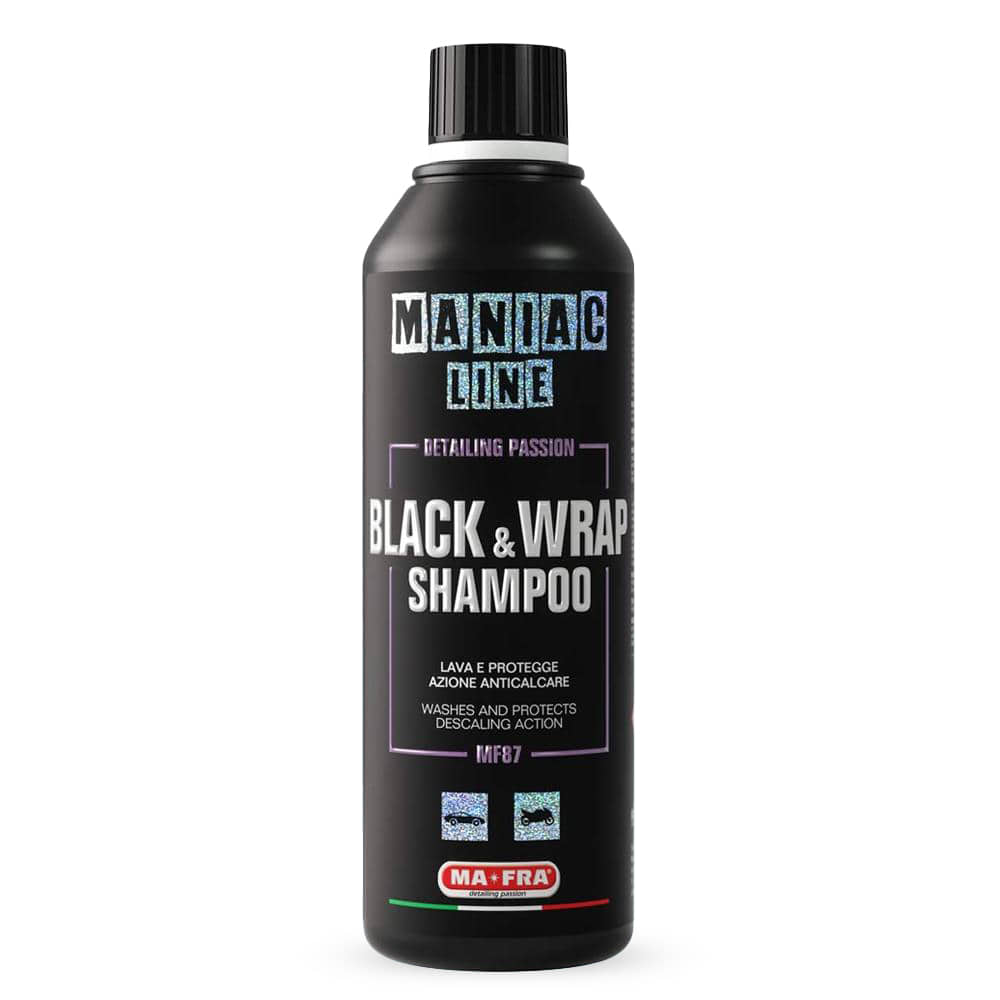 MANIAC
LINE
DETAILING PASSION
BLACK & WRAP
SHAMPOO
LAVA E PROTEGGE
AZIONE ANTICALCARE
WASHES AND PROTECTS
DESCALING ACTION
MF87
MA★FRA®
detailing passion